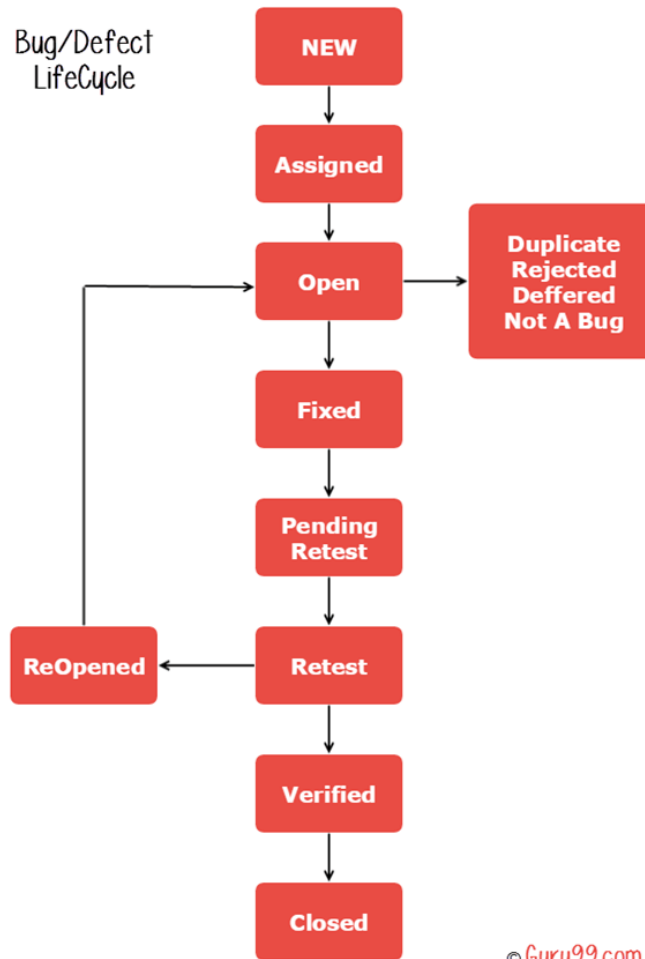 Bug/Defect
LifeCycle
NEW
Assigned
Open
Duplicate
Rejected
Deffered
Not A Bug
Fixed
Pending
Retest
ReOpened
Retest
Verified
Closed
© Guru99.com